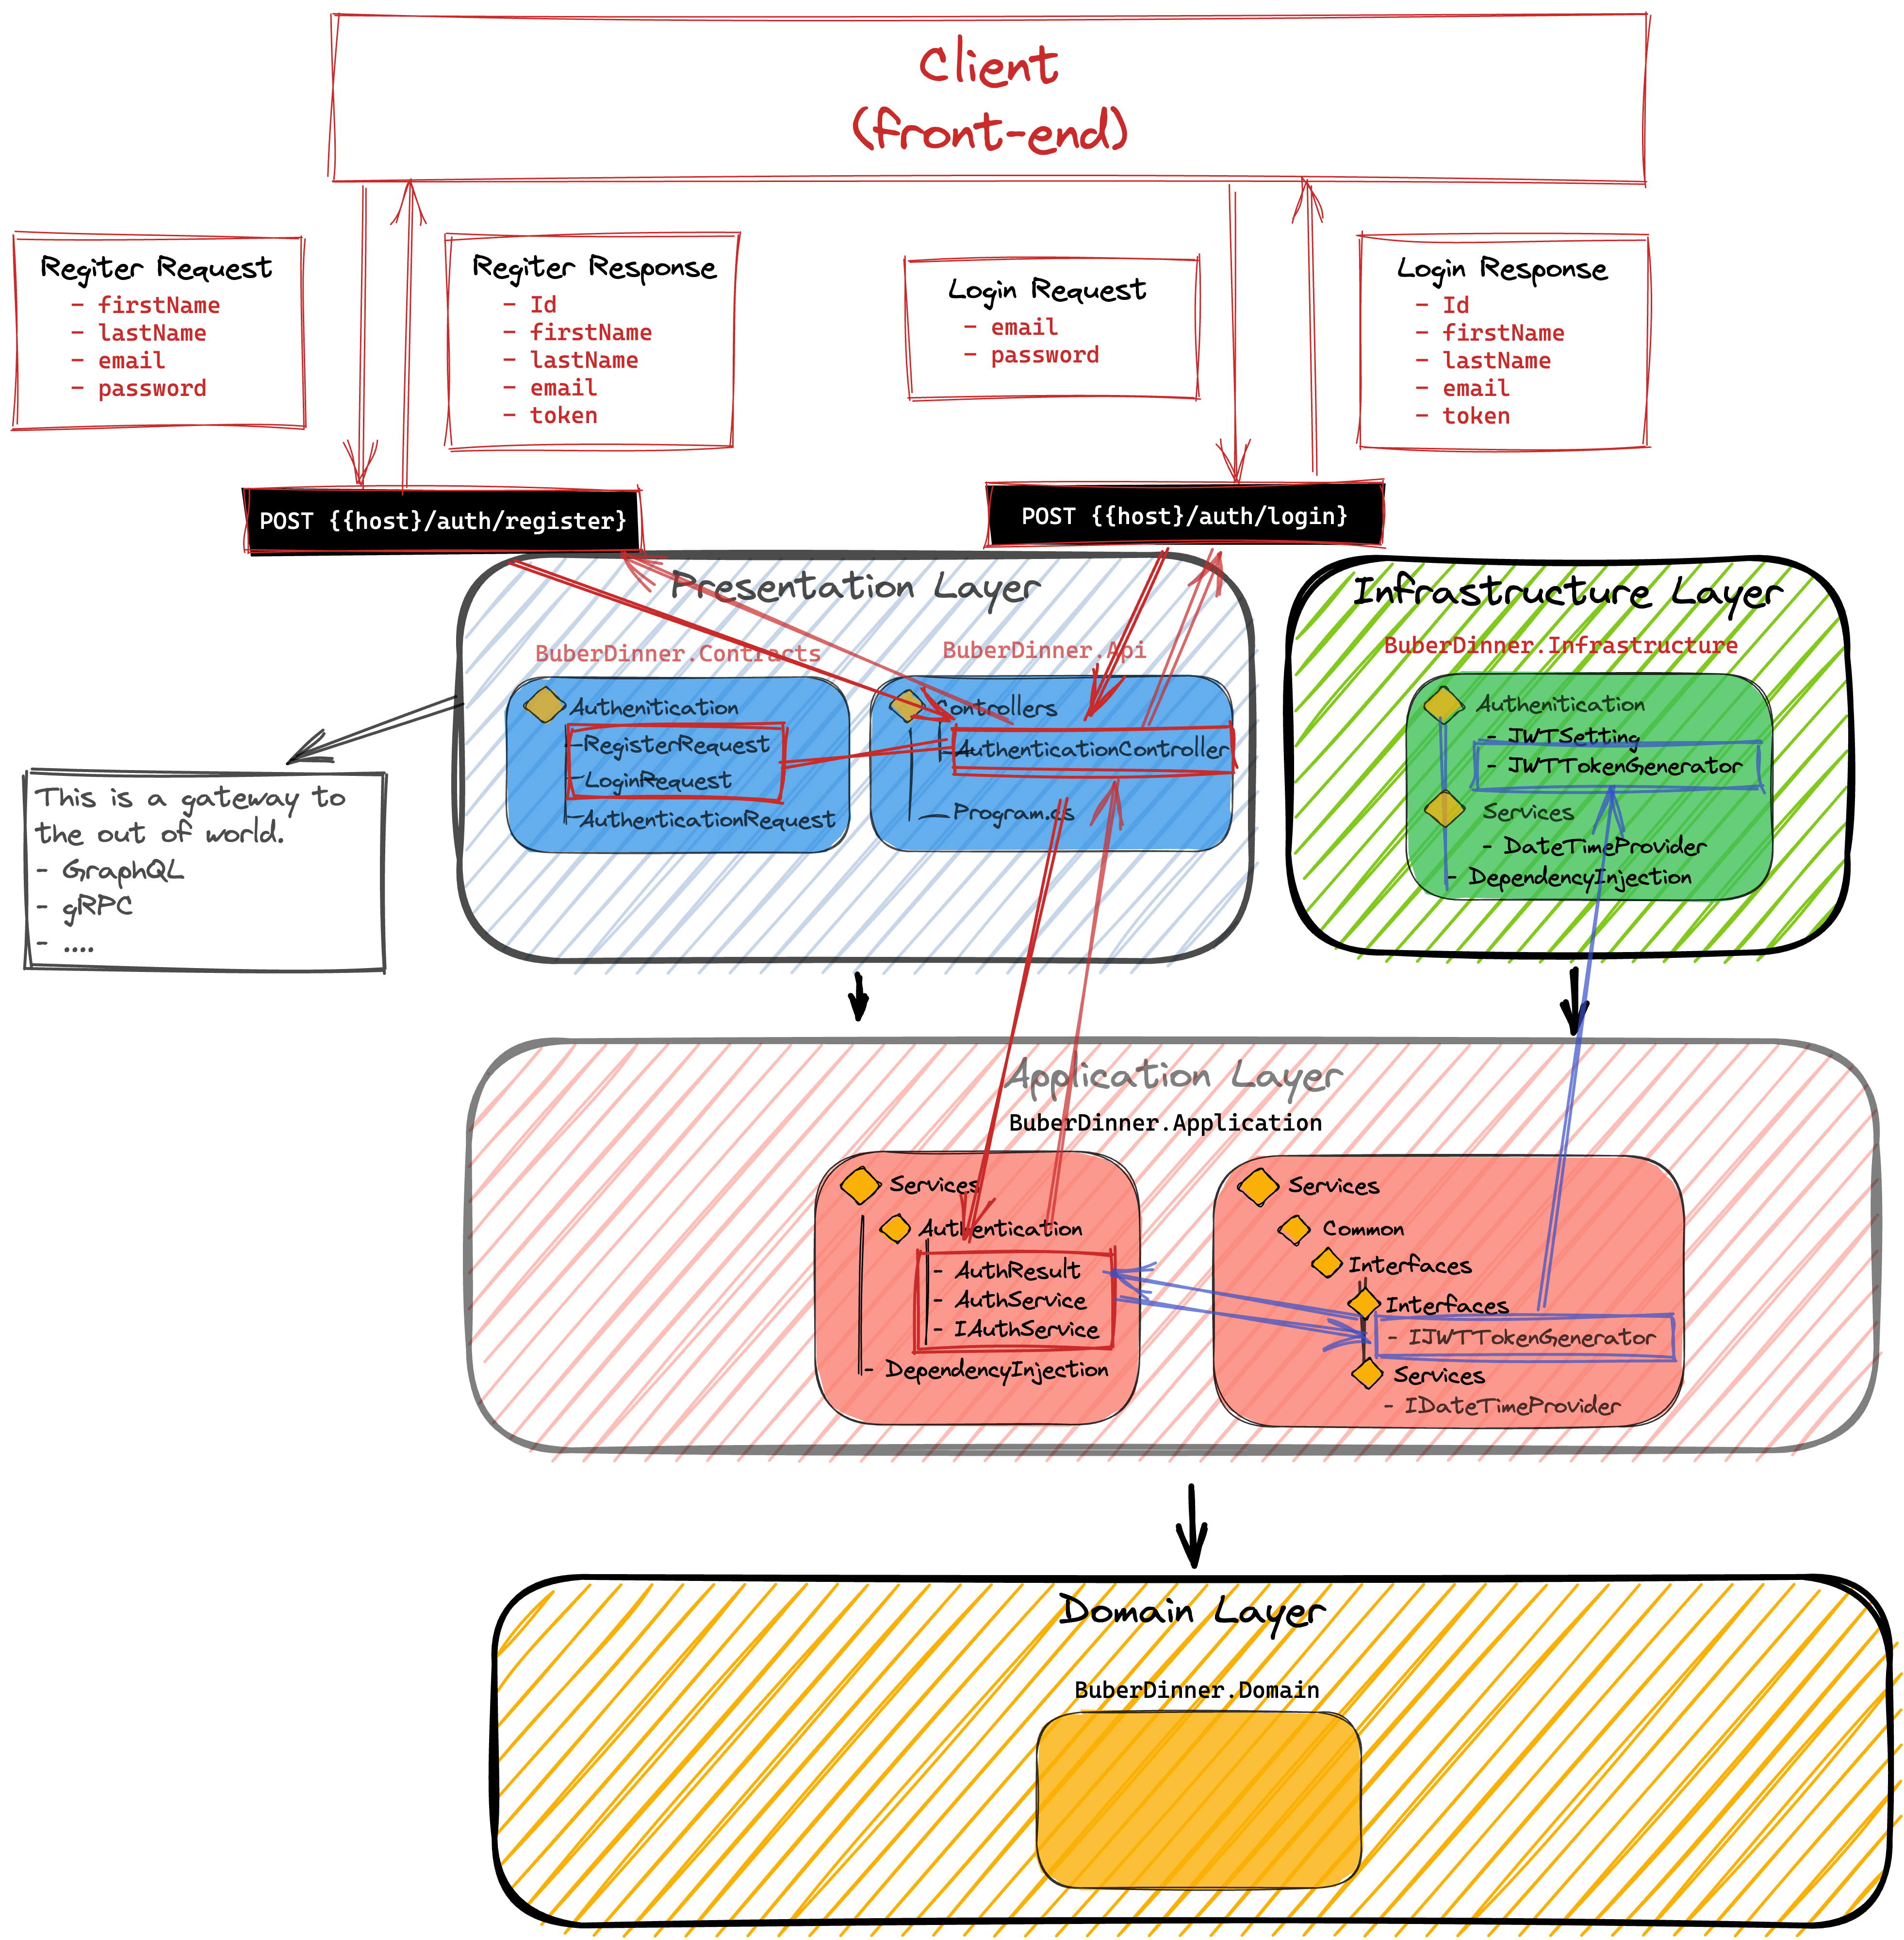 Client
(front-end)
Regiter Request
- firstName
- lastName
- email
- password
Regiter Response
- Id
- firstName
- lastName
- email
- token
Login Request
- email
- password
Login Response
- Id
- firstName
- lastName
- email
- token
POST {{host}/auth/register}
POST {{host}/auth/login}
Presentation Layer
BuberDinner.Contracts
Authenitication
-RegisterRequest
-LoginRequest
-AuthenticationRequest
BuberDinner.Api
Controllers
-AuthenticationController
Program.cs
Infrastructure Layer
BuberDinner.Infrastructure
Authenitication
- JWTSetting
- JWTTokenGenerator
Services
- DateTimeProvider
- DependencyInjection
This is a gateway to
the out of world.
- GraphQL
- gRPC
- ....
Application Layer
BuberDinner.Application
Services
Authentication
- AuthResult
- AuthService
- IAuthService
- DependencyInjection
Services
Common
Interfaces
Interfaces
- IJWTTokenGenerator
Services
- IDateTimeProvider
Domain Layer
BuberDinner.Domain